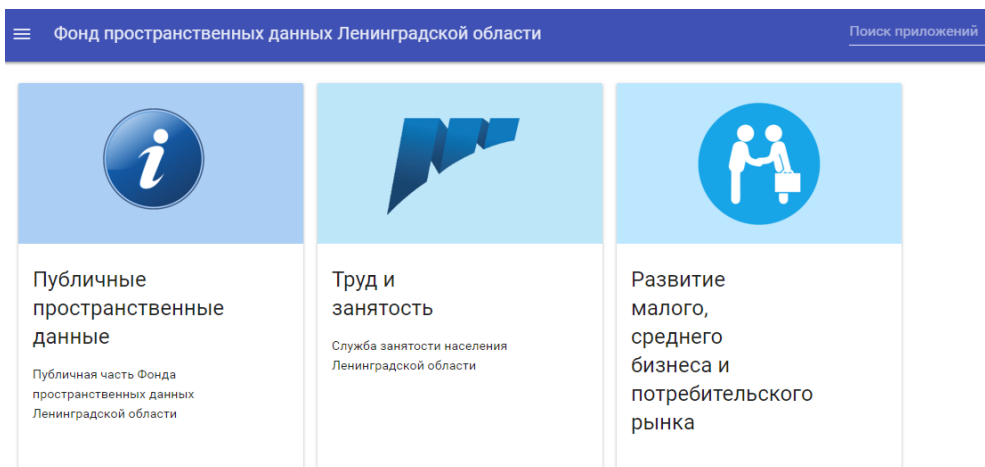 Фонд пространственных данных Ленинградской области
Поиск приложений
i
Публичные
пространственные
данные
Публичная часть Фонда
пространственных данных
Ленинградской области
Труд и
занятость
Служба занятости населения
Ленинградской области
Развитие
малого,
среднего
бизнеса и
потребительского
рынка